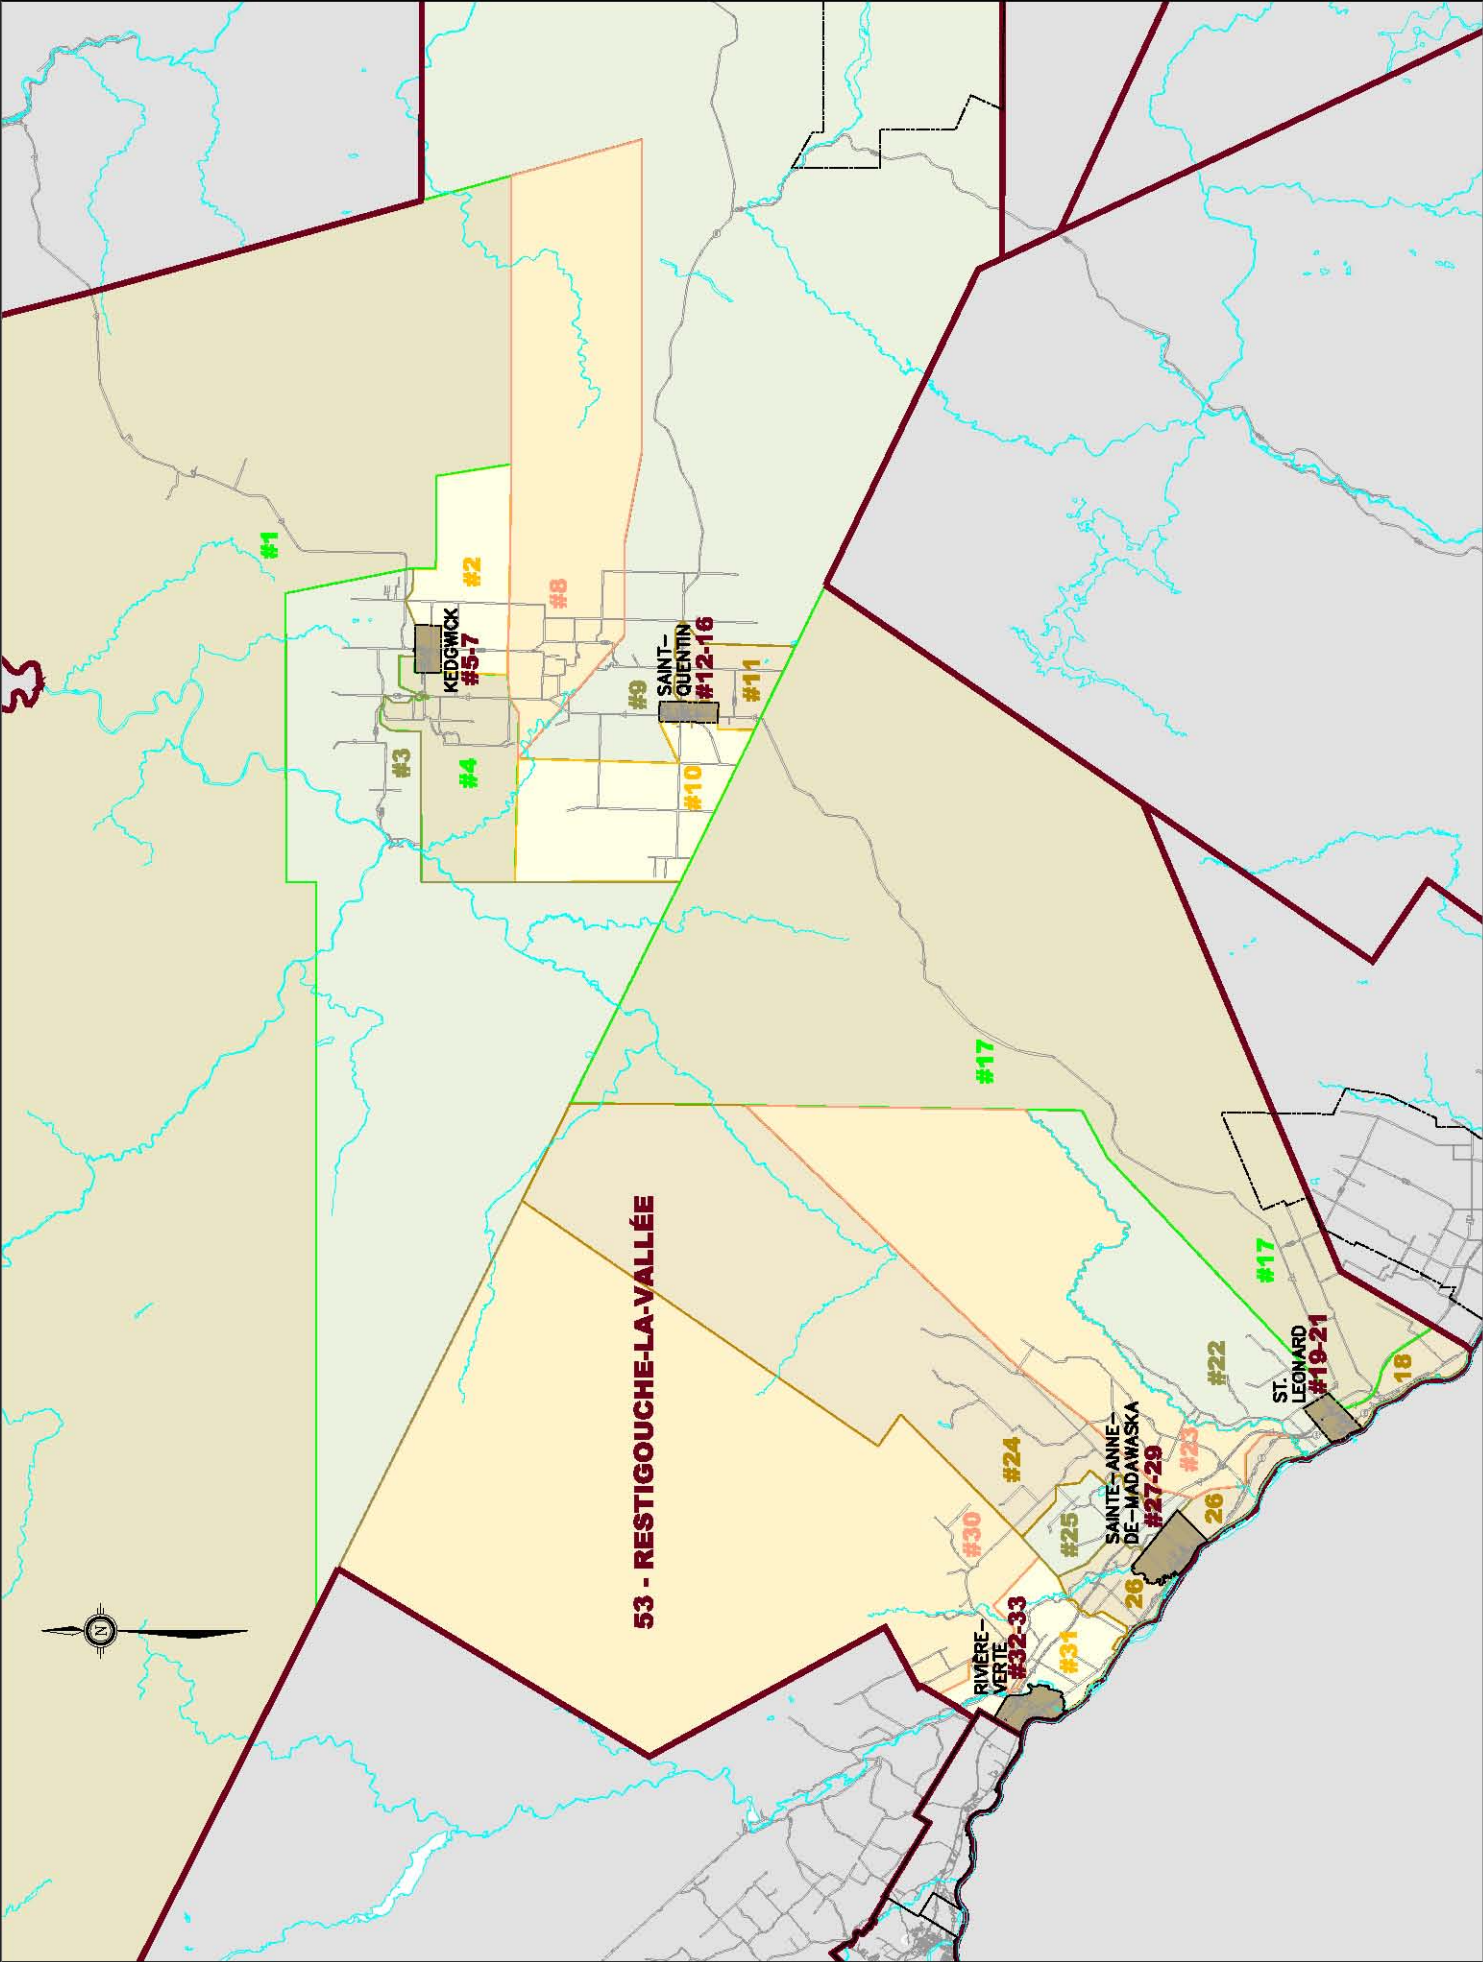 #1
#2
KEDGWICK
#5-7
#3
#4
#8
SAINT-
QUENTIN
#12-16
#9
#11
#10
#17
53 - RESTIGOUCHE-LA-VALLÉE
#17
ST.
LEONARD
#19-21
18
#22
#23
#24
SAINTE-ANNE-
DE-MADAWASKA
#27-29
26
#25
26
#30
RIVIERE-
VERTE
#32-33
#31
N